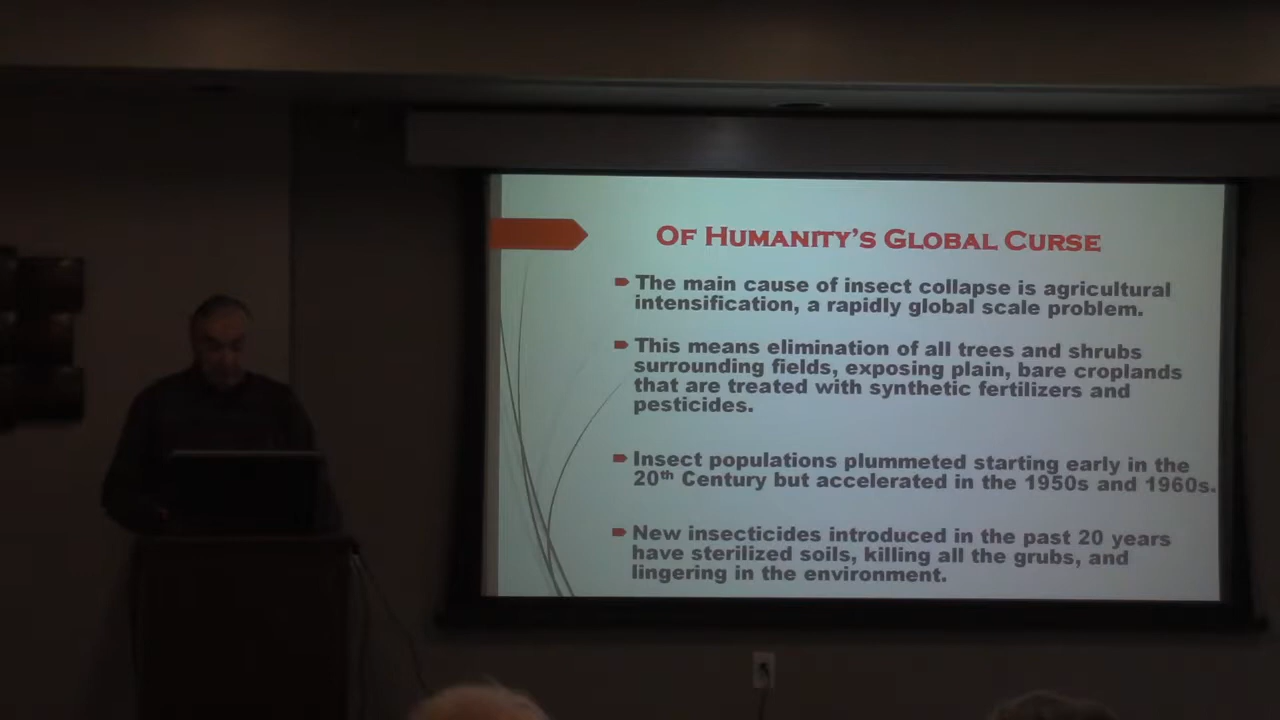 Of Humanity's Global Curse
The main cause of insect collapse is agricultural
intensification, a rapidly global scale problem.
This means elimination of all trees and shrubs
surrounding fields, exposing plain, bare croplands
that are treated with synthetic fertilizers and
pesticides.
Insect populations plummeted starting early in the
20th Century but accelerated in the 1950s and 1960s.
New insecticides introduced in the past 20 years
have sterilized soils, killing all the grubs, and
lingering in the environment.